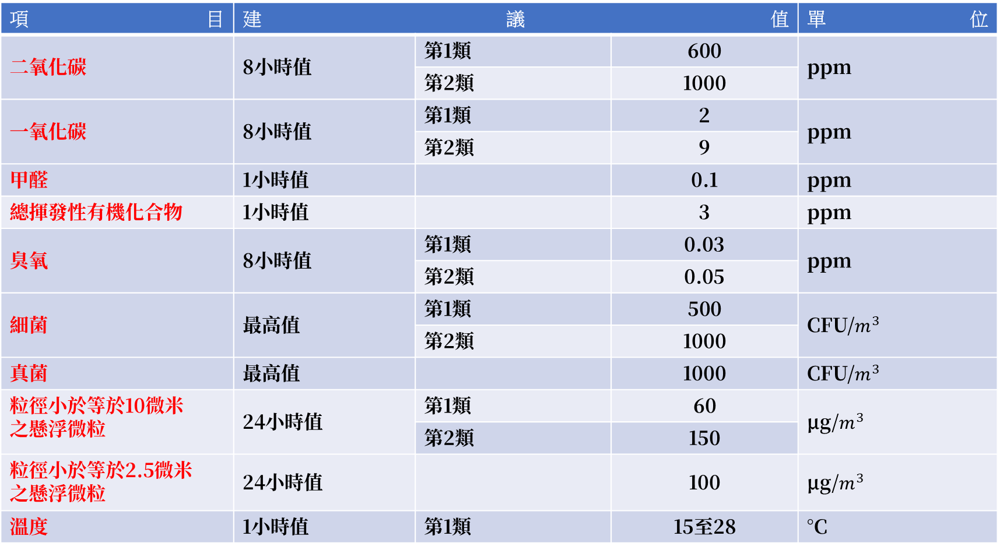 項目 建議值 單位
二氧化碳 8小時值 第1類 600 ppm
第2類 1000
一氧化碳 8小時值 第1類 2 ppm
第2類 9
甲醛 1小時值 0.1 ppm
總揮發性有機化合物 1小時值 3 ppm
臭氧 8小時值 第1類 0.03 ppm
第2類 0.05
細菌 最高值 第1類 500 CFU/m³
第2類 1000
真菌 最高值 1000 CFU/m³
粒徑小於等於10微米
之懸浮微粒 24小時值 第1類 60 μg/m³
第2類 150
粒徑小於等於2.5微米
之懸浮微粒 24小時值 100 μg/m³
溫度 1小時值 第1類 15至28 °C